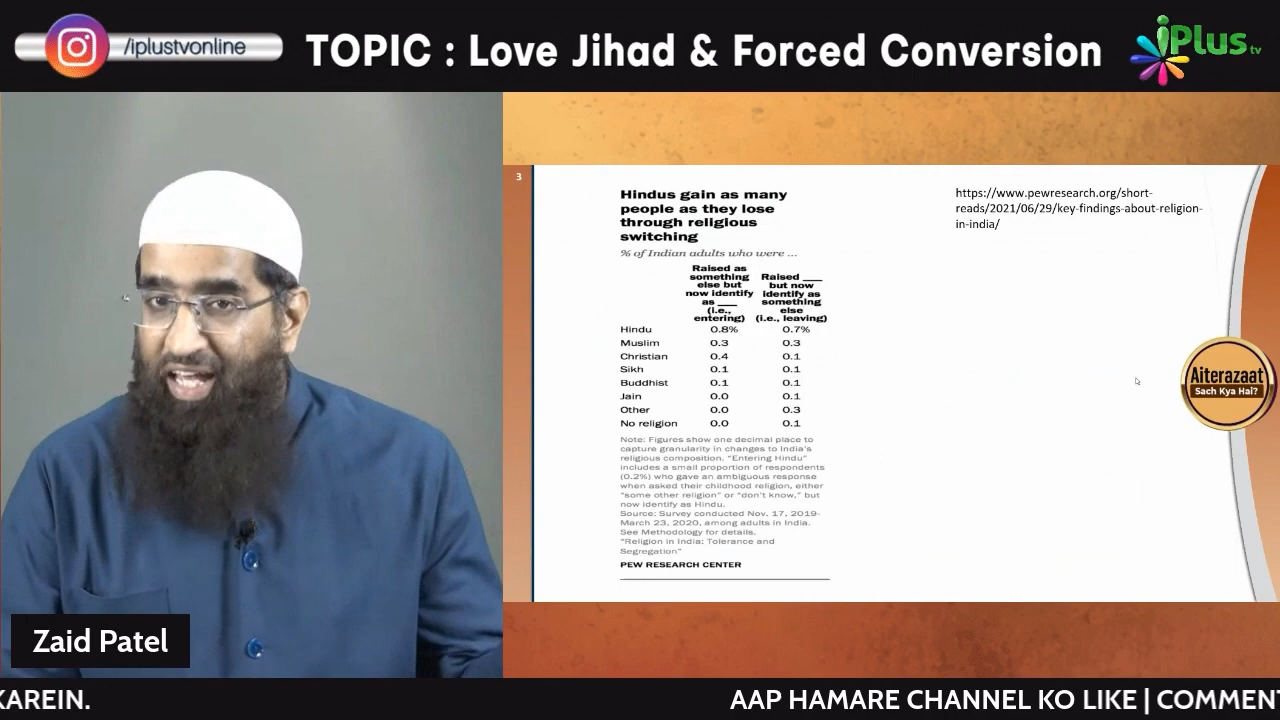 /iplustvonline
TOPIC : Love Jihad & Forced Conversion
iPlus tv
3
Hindus gain as many
people as they lose
through religious
switching
% of Indian adults who were ...
Raised as
something
else but
now identify
as ___
(i.e.,
entering)
Raised ___
but now
identify as
something
else
(i.e., leaving)
Hindu 0.8% 0.7%
Muslim 0.3 0.3
Christian 0.4 0.1
Sikh 0.1 0.1
Buddhist 0.1 0.1
Jain 0.0 0.1
Other 0.0 0.3
No religion 0.0 0.1
Note: Figures show one decimal place to
capture granularity in changes to India's
religious composition. "Entering Hindu"
includes a small proportion of respondents
(0.2%) who gave an ambiguous response
when asked their childhood religion, either
"some other religion" or "don't know," but
now identify as Hindu.
Source: Survey conducted Nov. 17, 2019-
March 23, 2020, among adults in India.
See Methodology for details.
"Religion in India: Tolerance and
Segregation"
PEW RESEARCH CENTER
https://www.pewresearch.org/short-
reads/2021/06/29/key-findings-about-religion-
in-india/
Aiterazaat
Sach Kya Hai?
Zaid Patel
KAREIN.
AAP HAMARE CHANNEL KO LIKE | COMMENT